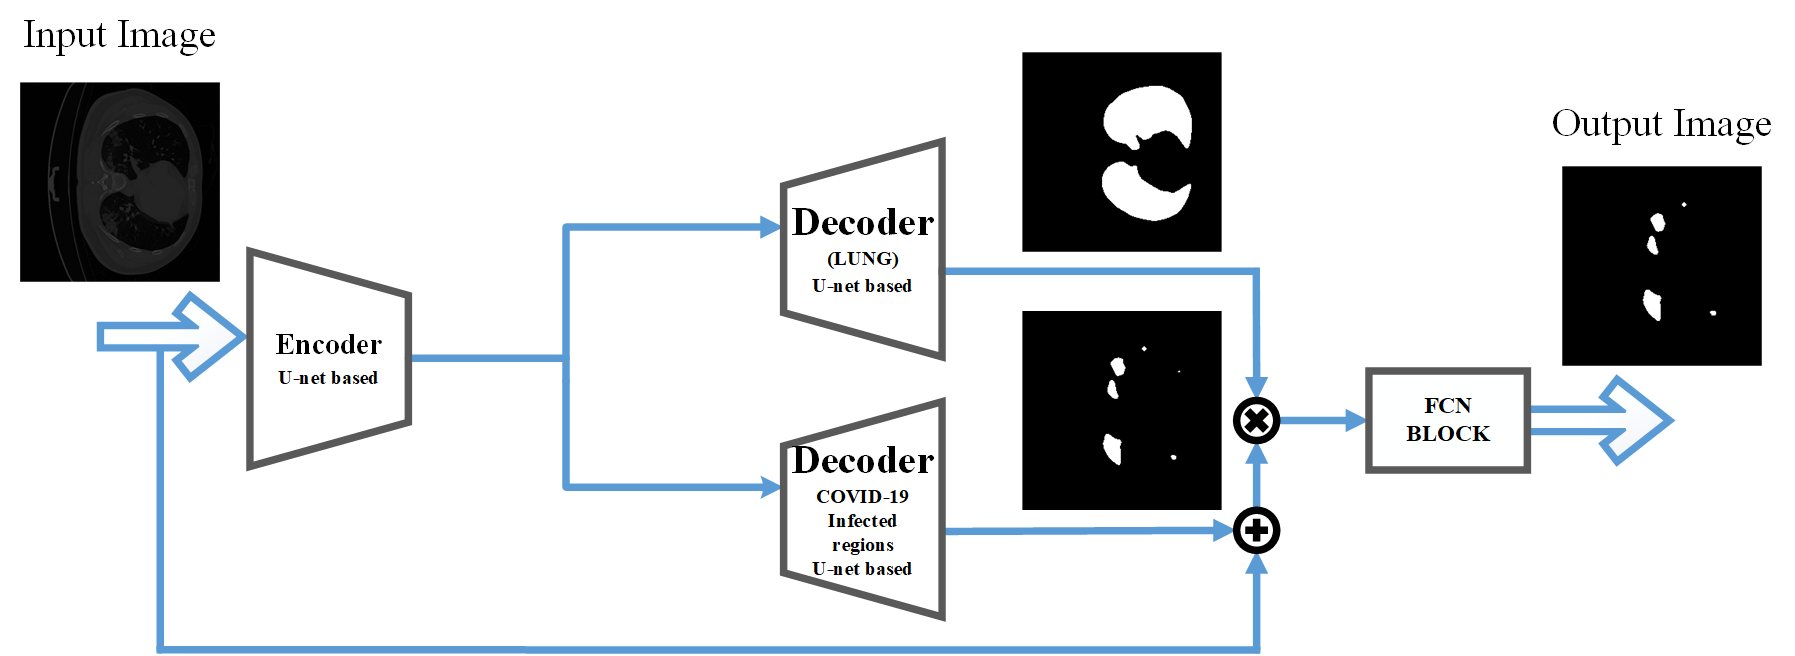 Input Image
Encoder
U-net based
Decoder
(LUNG)
U-net based
Decoder
COVID-19
Infected
regions
U-net based
FCN
BLOCK
Output Image